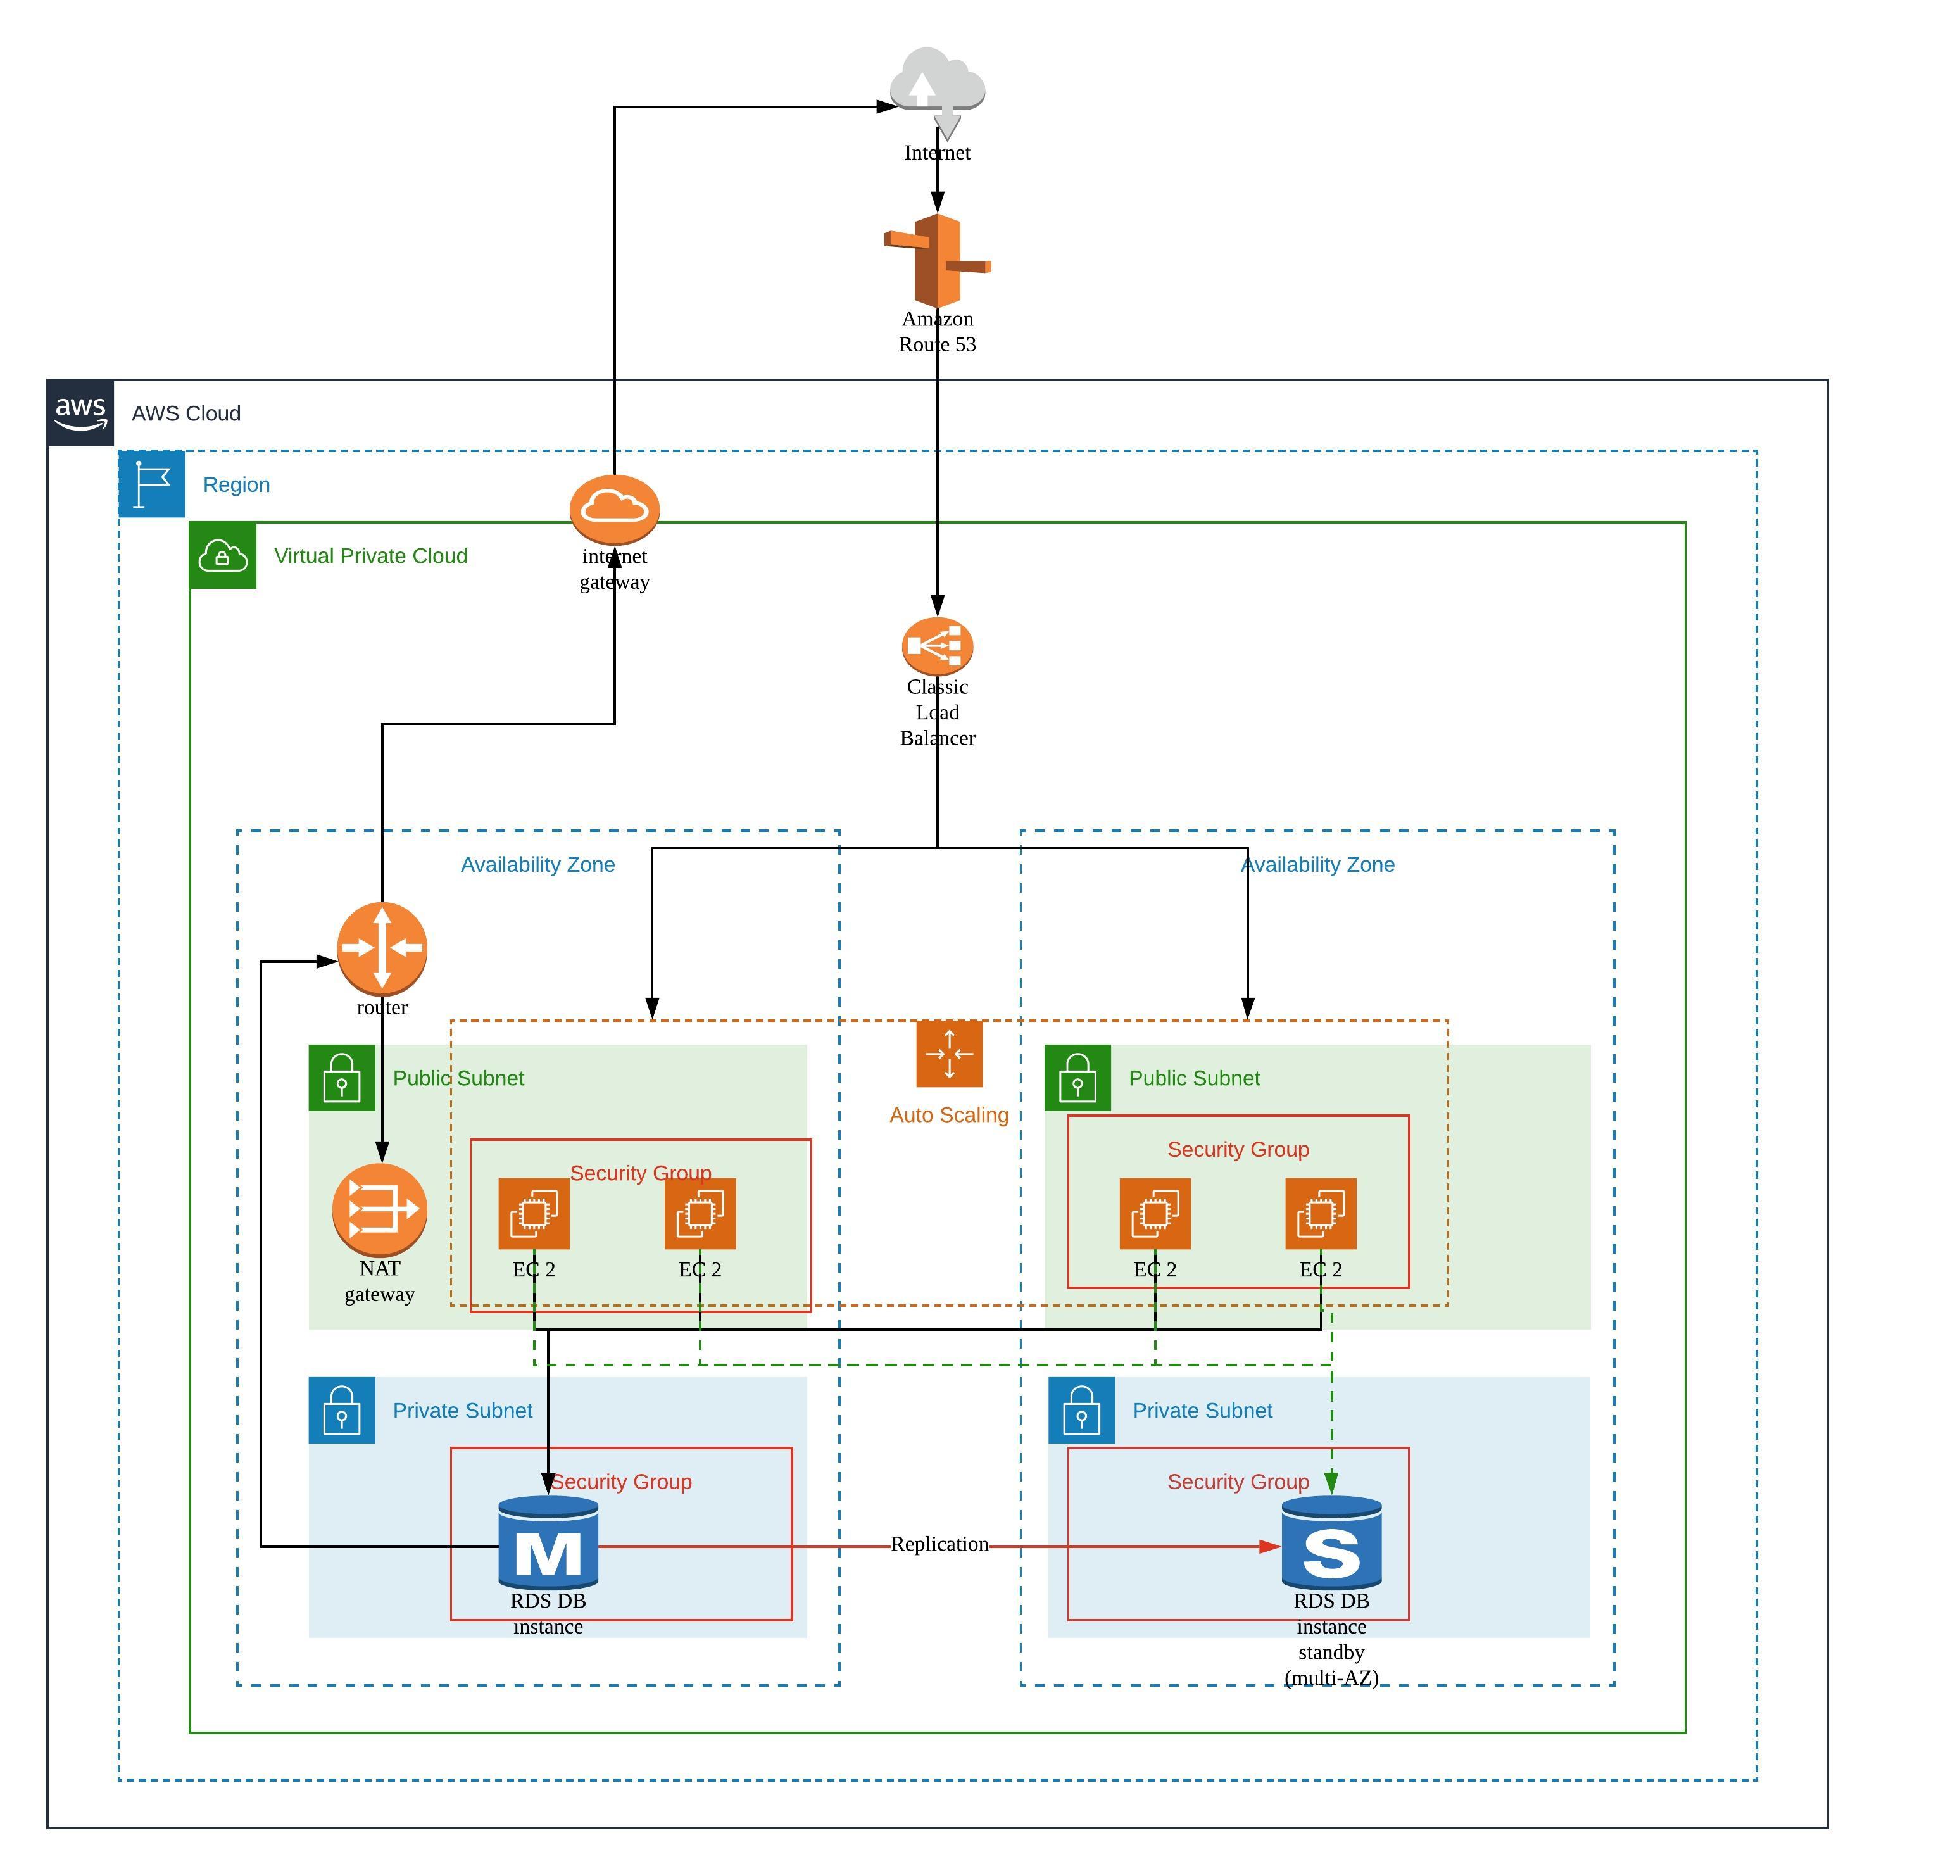 Internet
Amazon
Route 53
aws
AWS Cloud
Region
Virtual Private Cloud
internet
gateway
Classic
Load
Balancer
Availability Zone
Availability Zone
router
Public Subnet
Auto Scaling
Public Subnet
Security Group
Security Group
EC 2
EC 2
EC 2
EC 2
NAT
gateway
Private Subnet
Private Subnet
Security Group
Security Group
M
Replication
S
RDS DB
instance
RDS DB
instance
standby
(multi-AZ)